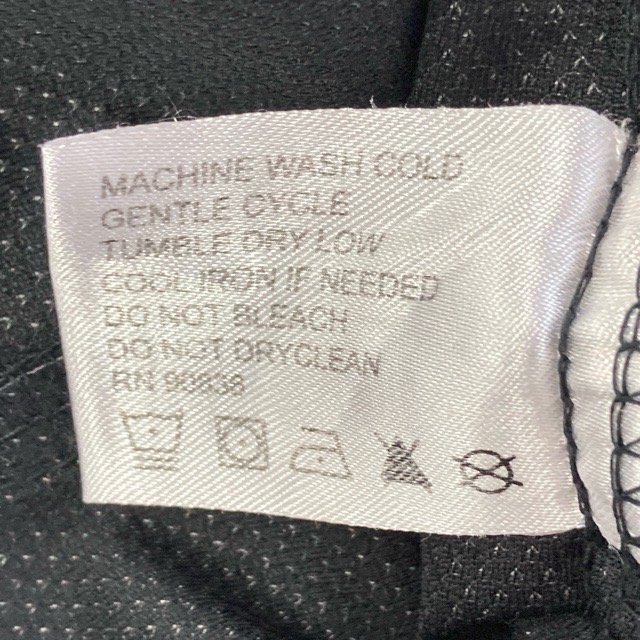 MACHINE WASH COLD
GENTLE CYCLE
TUMBLE DRY LOW
COOL IRON IF NEEDED
DO NOT BLEACH
DO NOT DRYCLEAN
RN 90838